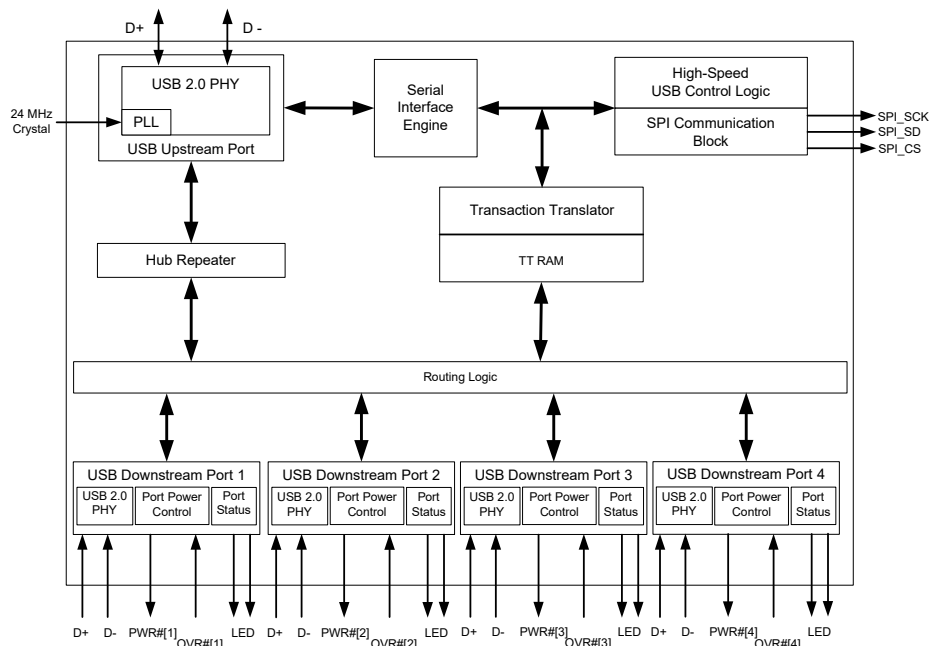 D+ D -
USB 2.0 PHY
PLL
USB Upstream Port
24 MHz
Crystal
Serial
Interface
Engine
High-Speed
USB Control Logic
SPI Communication
Block
SPI_SCK
SPI_SD
SPI_CS
Transaction Translator
TT RAM
Hub Repeater
Routing Logic
USB Downstream Port 1
USB 2.0
PHY
Port Power
Control
Port
Status
USB Downstream Port 2
USB 2.0
PHY
Port Power
Control
Port
Status
USB Downstream Port 3
USB 2.0
PHY
Port Power
Control
Port
Status
USB Downstream Port 4
USB 2.0
PHY
Port Power
Control
Port
Status
D+ D- PWR#[1] OVR#[1] LED
D+ D- PWR#[2] OVR#[2] LED
D+ D- PWR#[3] OVR#[3] LED
D+ D- PWR#[4] OVR#[4] LED